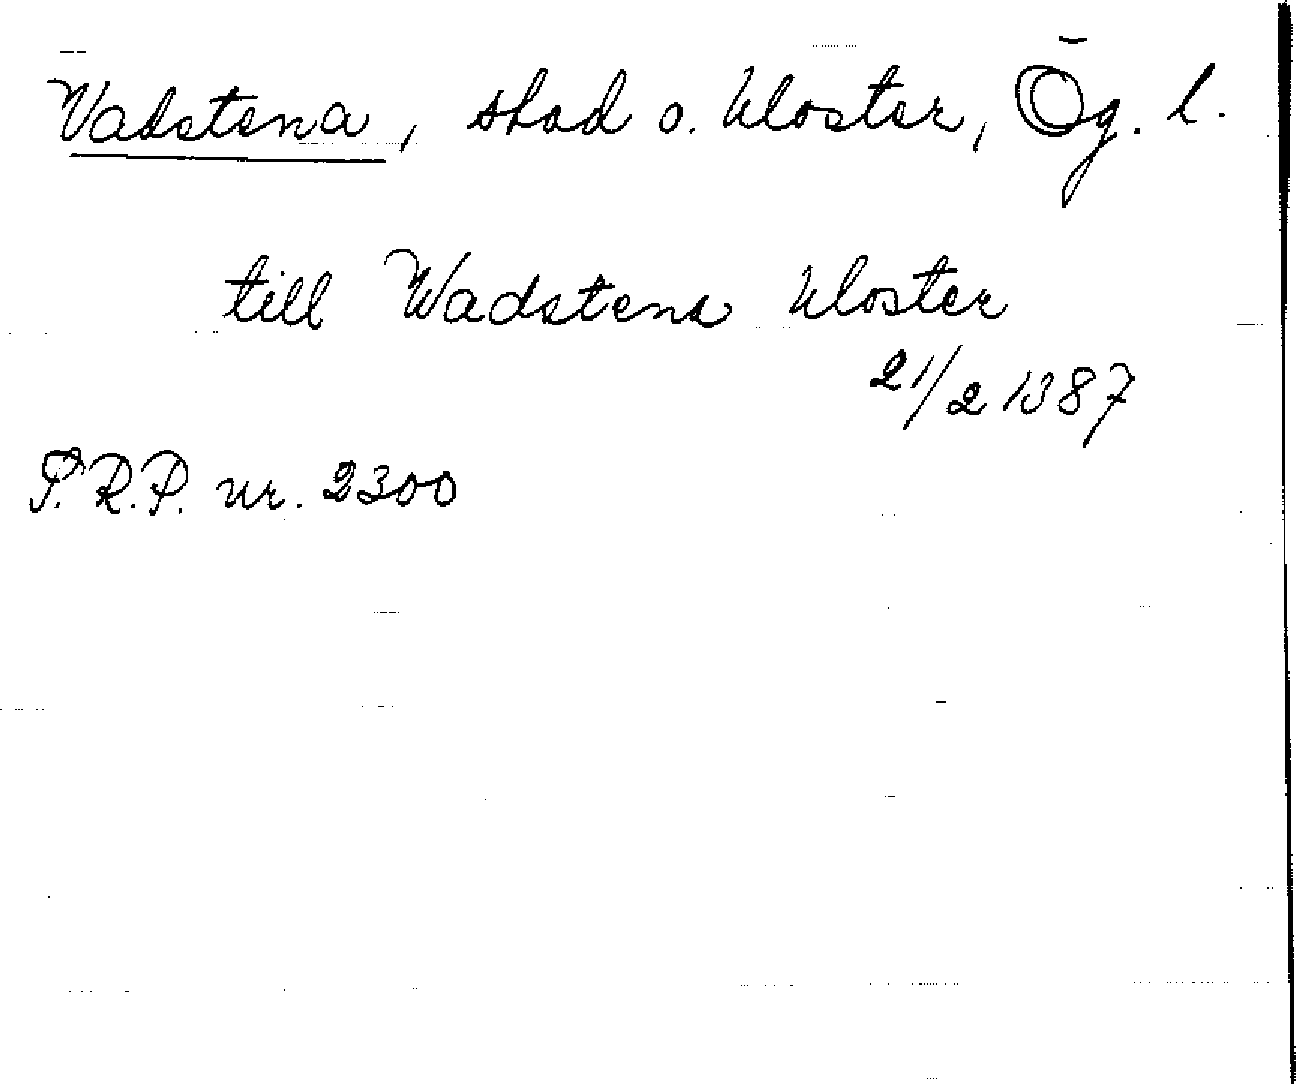 Vadstena, stad o. kloster, Ög. l.
till Wadstena kloster
21/2 1387
P.R.P. nr. 2300